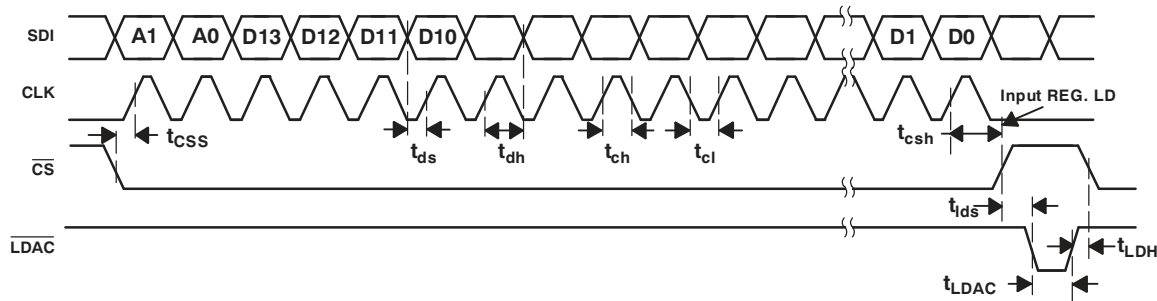 SDI A1 A0 D13 D12 D11 D10 D1 D0
CLK
Input REG. LD
tCSS tds tdh tch tcl tcsh
CS
tlds
LDAC
tLDH
tLDAC